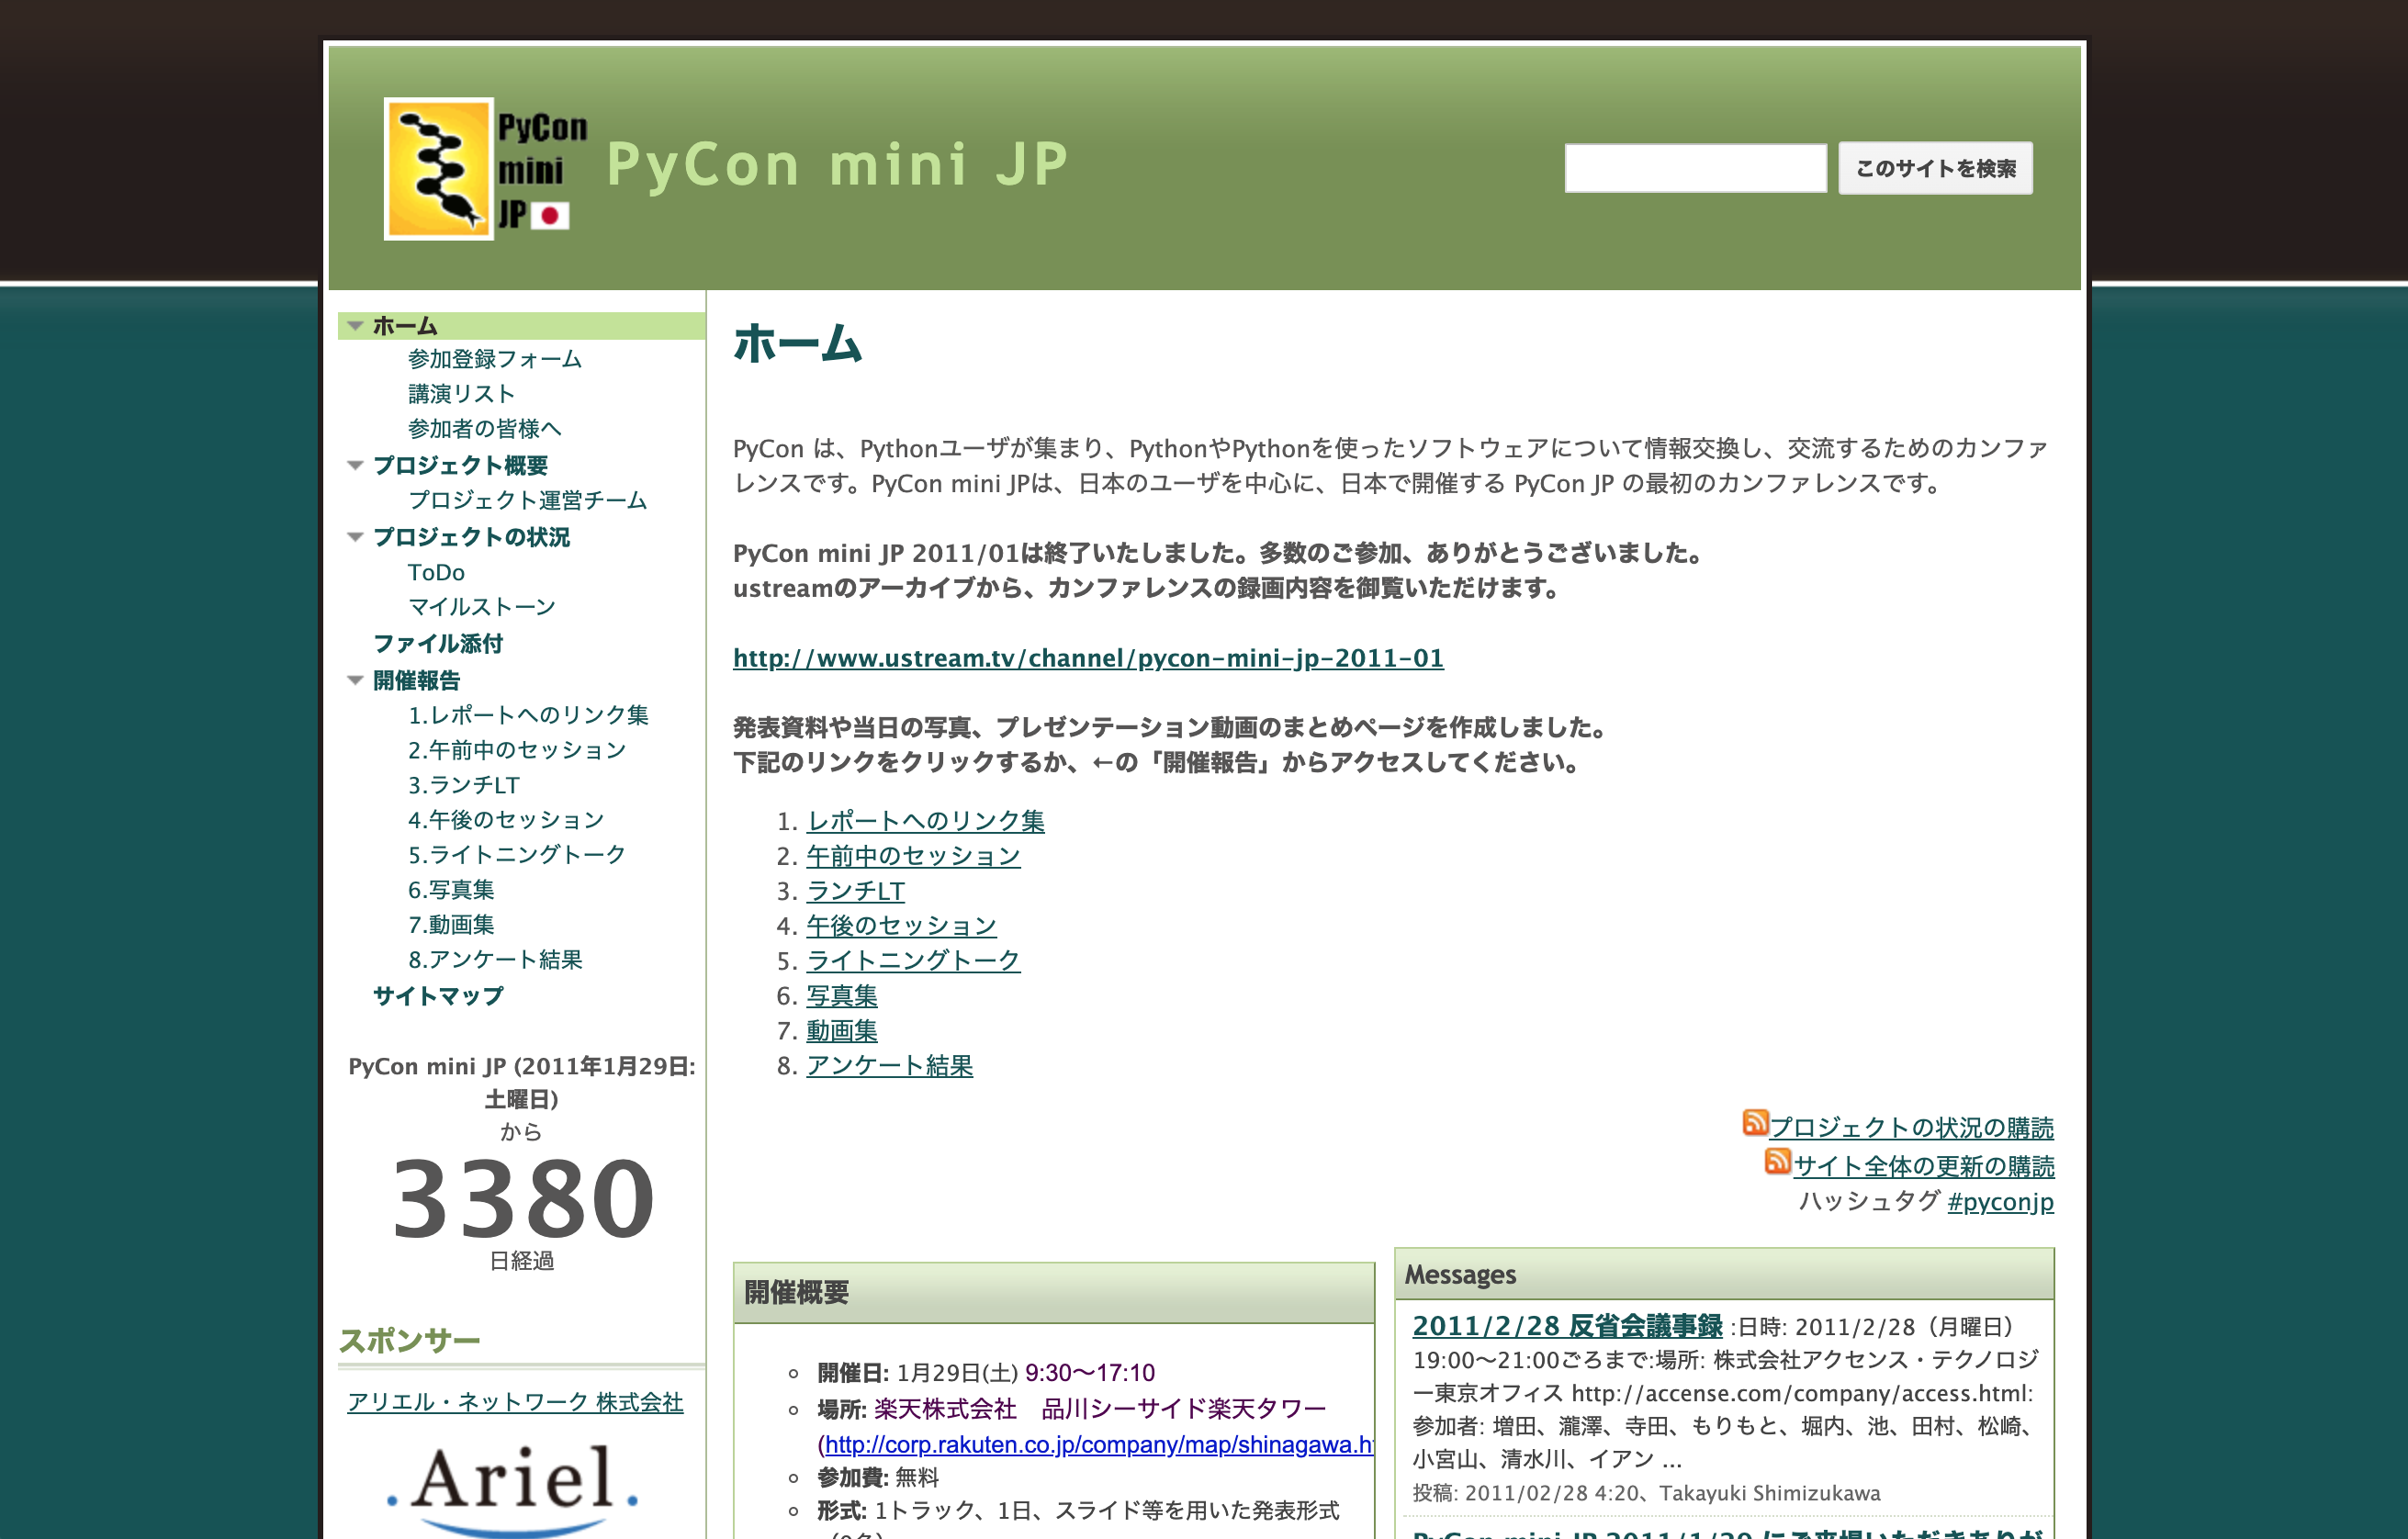 PyCon
mini
JP
PyCon mini JP
このサイトを検索
ホーム
参加登録フォーム
講演リスト
参加者の皆様へ
プロジェクト概要
プロジェクト運営チーム
プロジェクトの状況
ToDo
マイルストーン
ファイル添付
開催報告
1.レポートへのリンク集
2.午前中のセッション
3.ランチLT
4.午後のセッション
5.ライトニングトーク
6.写真集
7.動画集
8.アンケート結果
サイトマップ
PyCon mini JP (2011年1月29日:
土曜日)
から
3380
日経過
スポンサー
アリエル・ネットワーク 株式会社
Ariel
ホーム
PyCon は、Pythonユーザが集まり、PythonやPythonを使ったソフトウェアについて情報交換し、交流するためのカンファ
レンスです。PyCon mini JPは、日本のユーザを中心に、日本で開催する PyCon JP の最初のカンファレンスです。
PyCon mini JP 2011/01は終了いたしました。多数のご参加、ありがとうございました。
ustreamのアーカイブから、カンファレンスの録画内容を御覧いただけます。
http://www.ustream.tv/channel/pycon-mini-jp-2011-01
発表資料や当日の写真、プレゼンテーション動画のまとめページを作成しました。
下記のリンクをクリックするか、←の「開催報告」からアクセスしてください。
1. レポートへのリンク集
2. 午前中のセッション
3. ランチLT
4. 午後のセッション
5. ライトニングトーク
6. 写真集
7. 動画集
8. アンケート結果
プロジェクトの状況の購読
サイト全体の更新の購読
ハッシュタグ #pyconjp
開催概要
開催日: 1月29日(土) 9:30〜17:10
場所: 楽天株式会社　品川シーサイド楽天タワー
(http://corp.rakuten.co.jp/company/map/shinagawa.h
参加費: 無料
形式: 1トラック、1日、スライド等を用いた発表形式
Messages
2011/2/28 反省会議事録 :日時: 2011/2/28（月曜日）
19:00〜21:00ごろまで:場所: 株式会社アクセンス・テクノロジ
ー東京オフィス http://accense.com/company/access.html:
参加者: 増田、瀧澤、寺田、もりもと、堀内、池、田村、松崎、
小宮山、清水川、イアン ...
投稿: 2011/02/28 4:20、Takayuki Shimizukawa
PyCon mini JP 2011/1/29 にご来場いただきありが